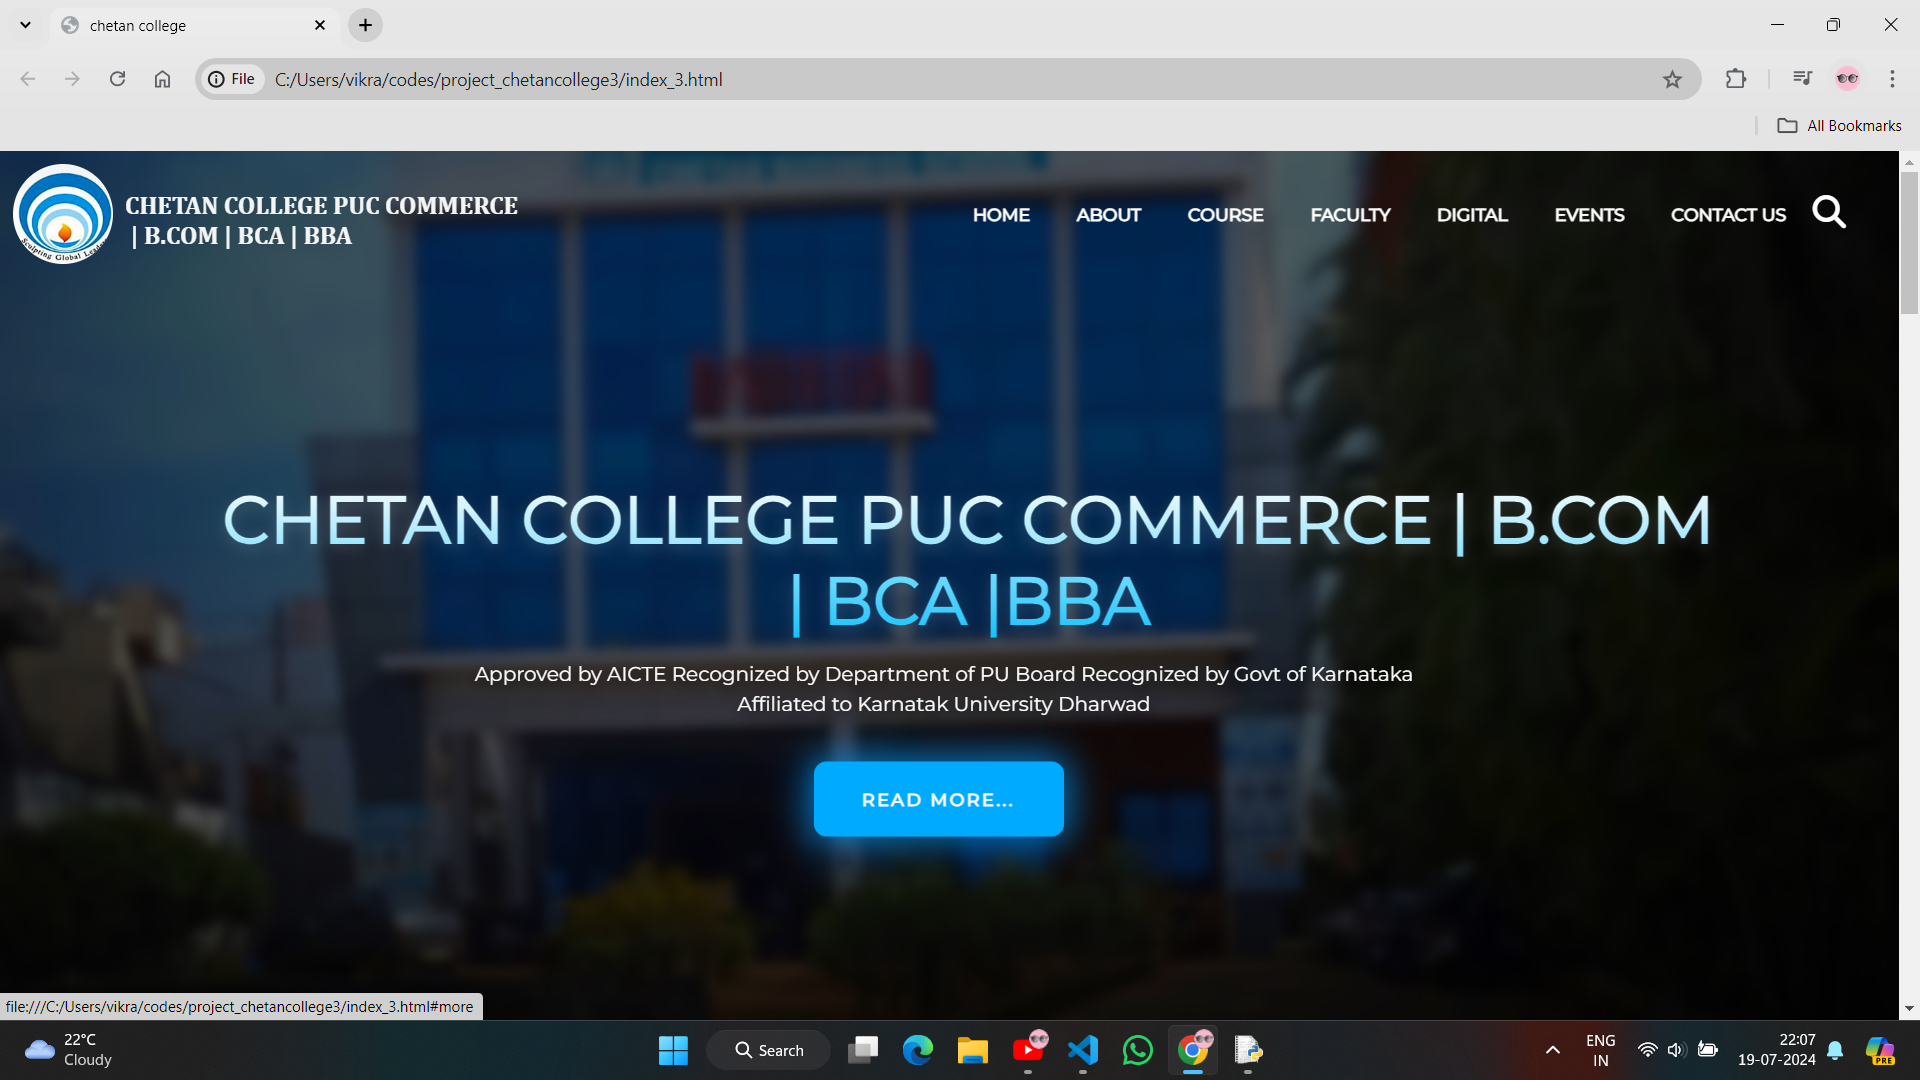 chetan college
File
C:/Users/vikra/codes/project_chetancollege3/index_3.html
All Bookmarks
Sculpting Global
CHETAN COLLEGE PUC COMMERCE
| B.COM | BCA | BBA
HOME ABOUT COURSE FACULTY DIGITAL EVENTS CONTACT US
CHETAN COLLEGE PUC COMMERCE | B.COM
| BCA |BBA
Approved by AICTE Recognized by Department of PU Board Recognized by Govt of Karnataka
Affiliated to Karnatak University Dharwad
READ MORE...
file:///C:/Users/vikra/codes/project_chetancollege3/index_3.html#more
22°C
Cloudy
Search
ENG
IN
22:07
19-07-2024
PRE